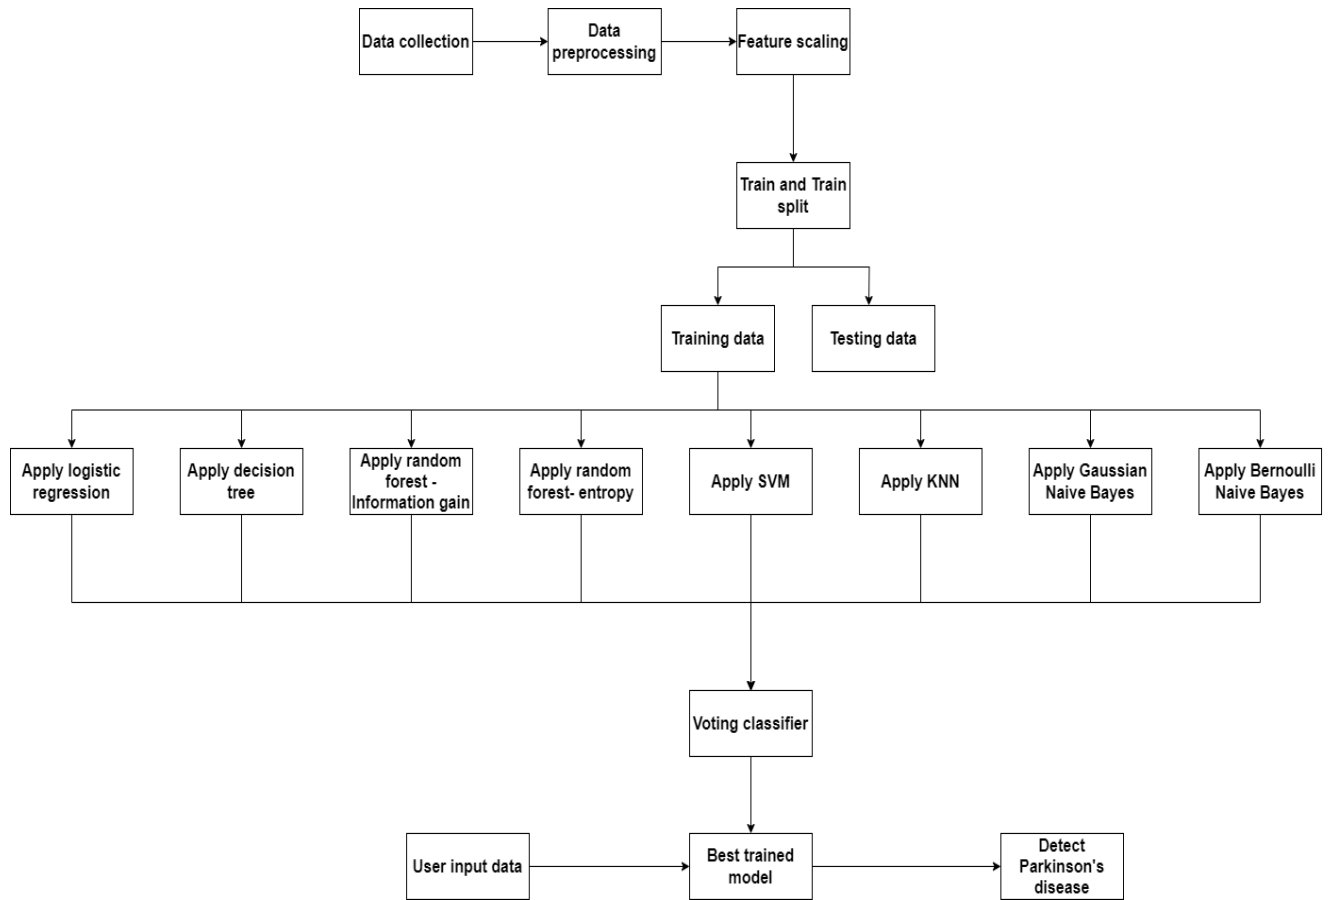 Data collection
Data
preprocessing
Feature scaling
Train and Train
split
Training data
Testing data
Apply logistic
regression
Apply decision
tree
Apply random
forest -
Information gain
Apply random
forest- entropy
Apply SVM
Apply KNN
Apply Gaussian
Naive Bayes
Apply Bernoulli
Naive Bayes
Voting classifier
User input data
Best trained
model
Detect
Parkinson's
disease